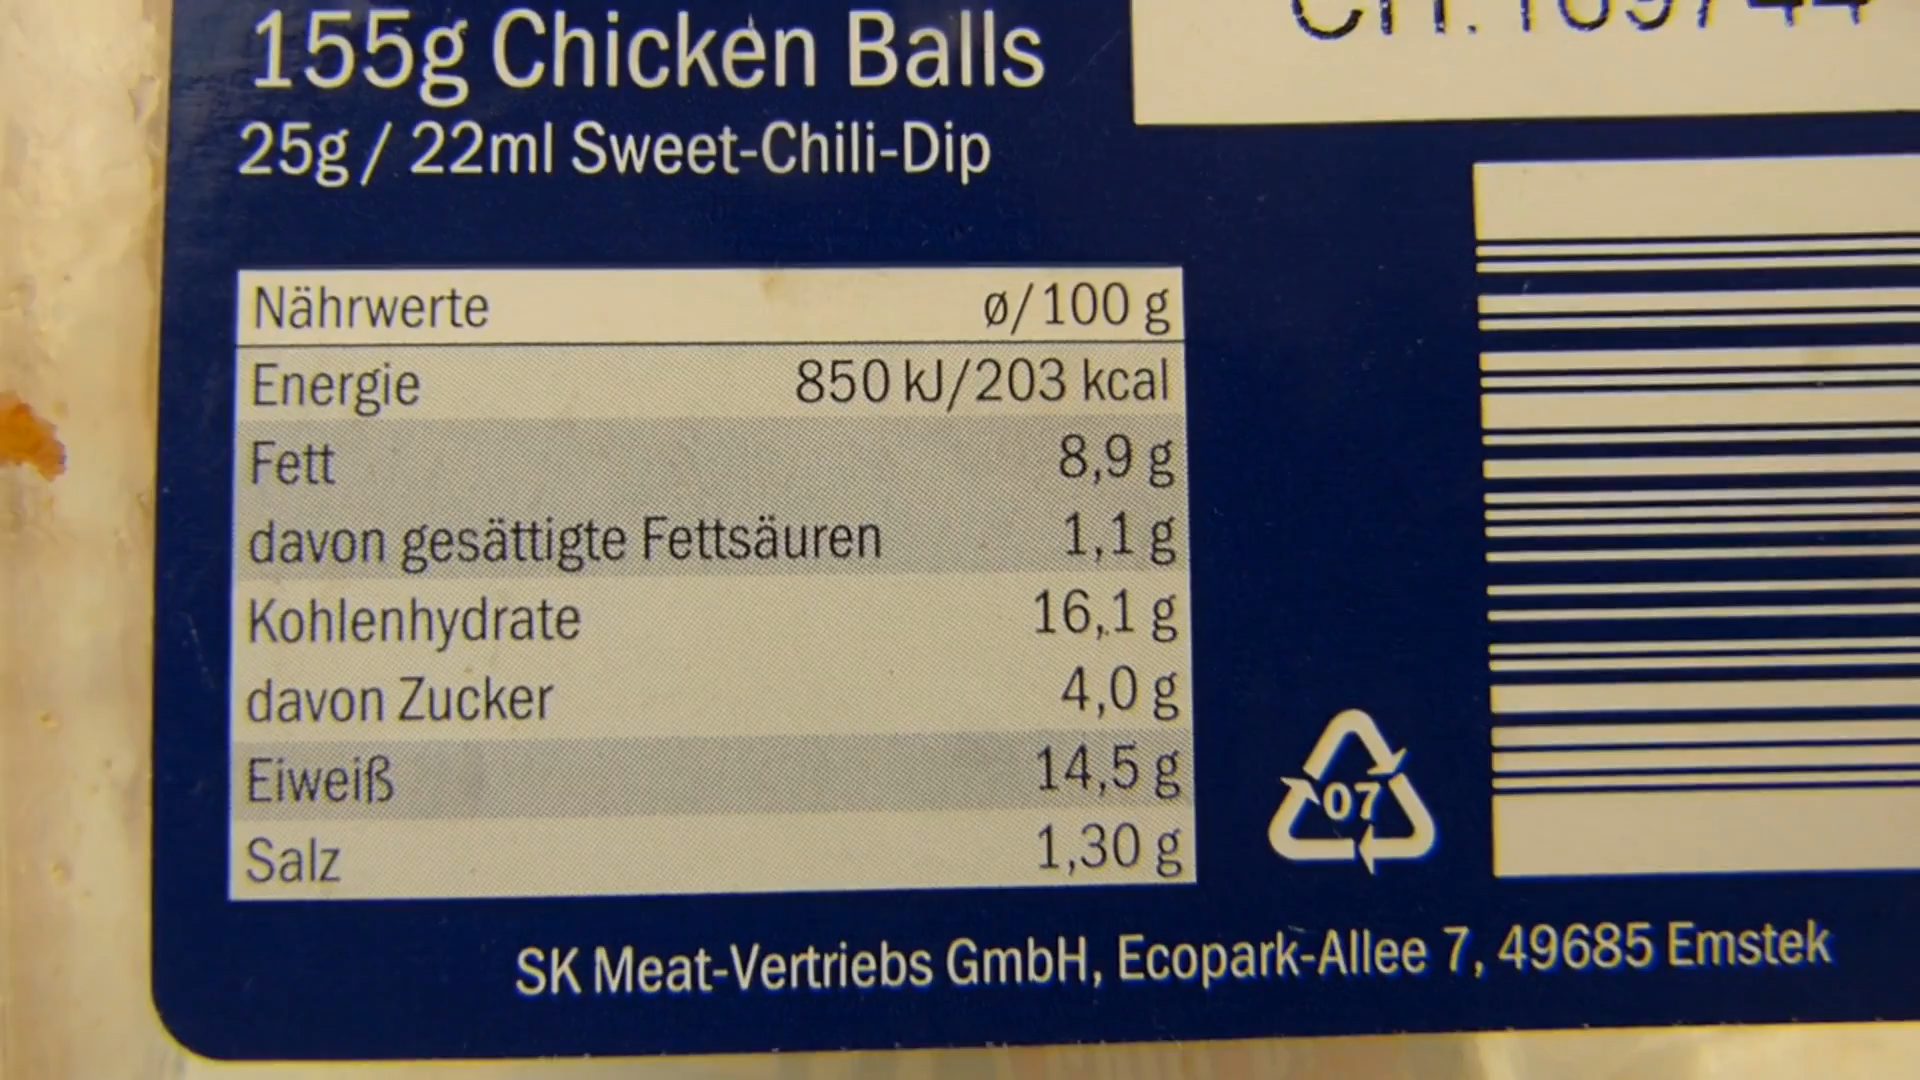 155g Chicken Balls
25g / 22ml Sweet-Chili-Dip
Nährwerte ø/100 g
Energie 850 kJ/203 kcal
Fett 8,9 g
davon gesättigte Fettsäuren 1,1 g
Kohlenhydrate 16,1 g
davon Zucker 4,0 g
Eiweiß 14,5 g
Salz 1,30 g
07
SK Meat-Vertriebs GmbH, Ecopark-Allee 7, 49685 Emstek